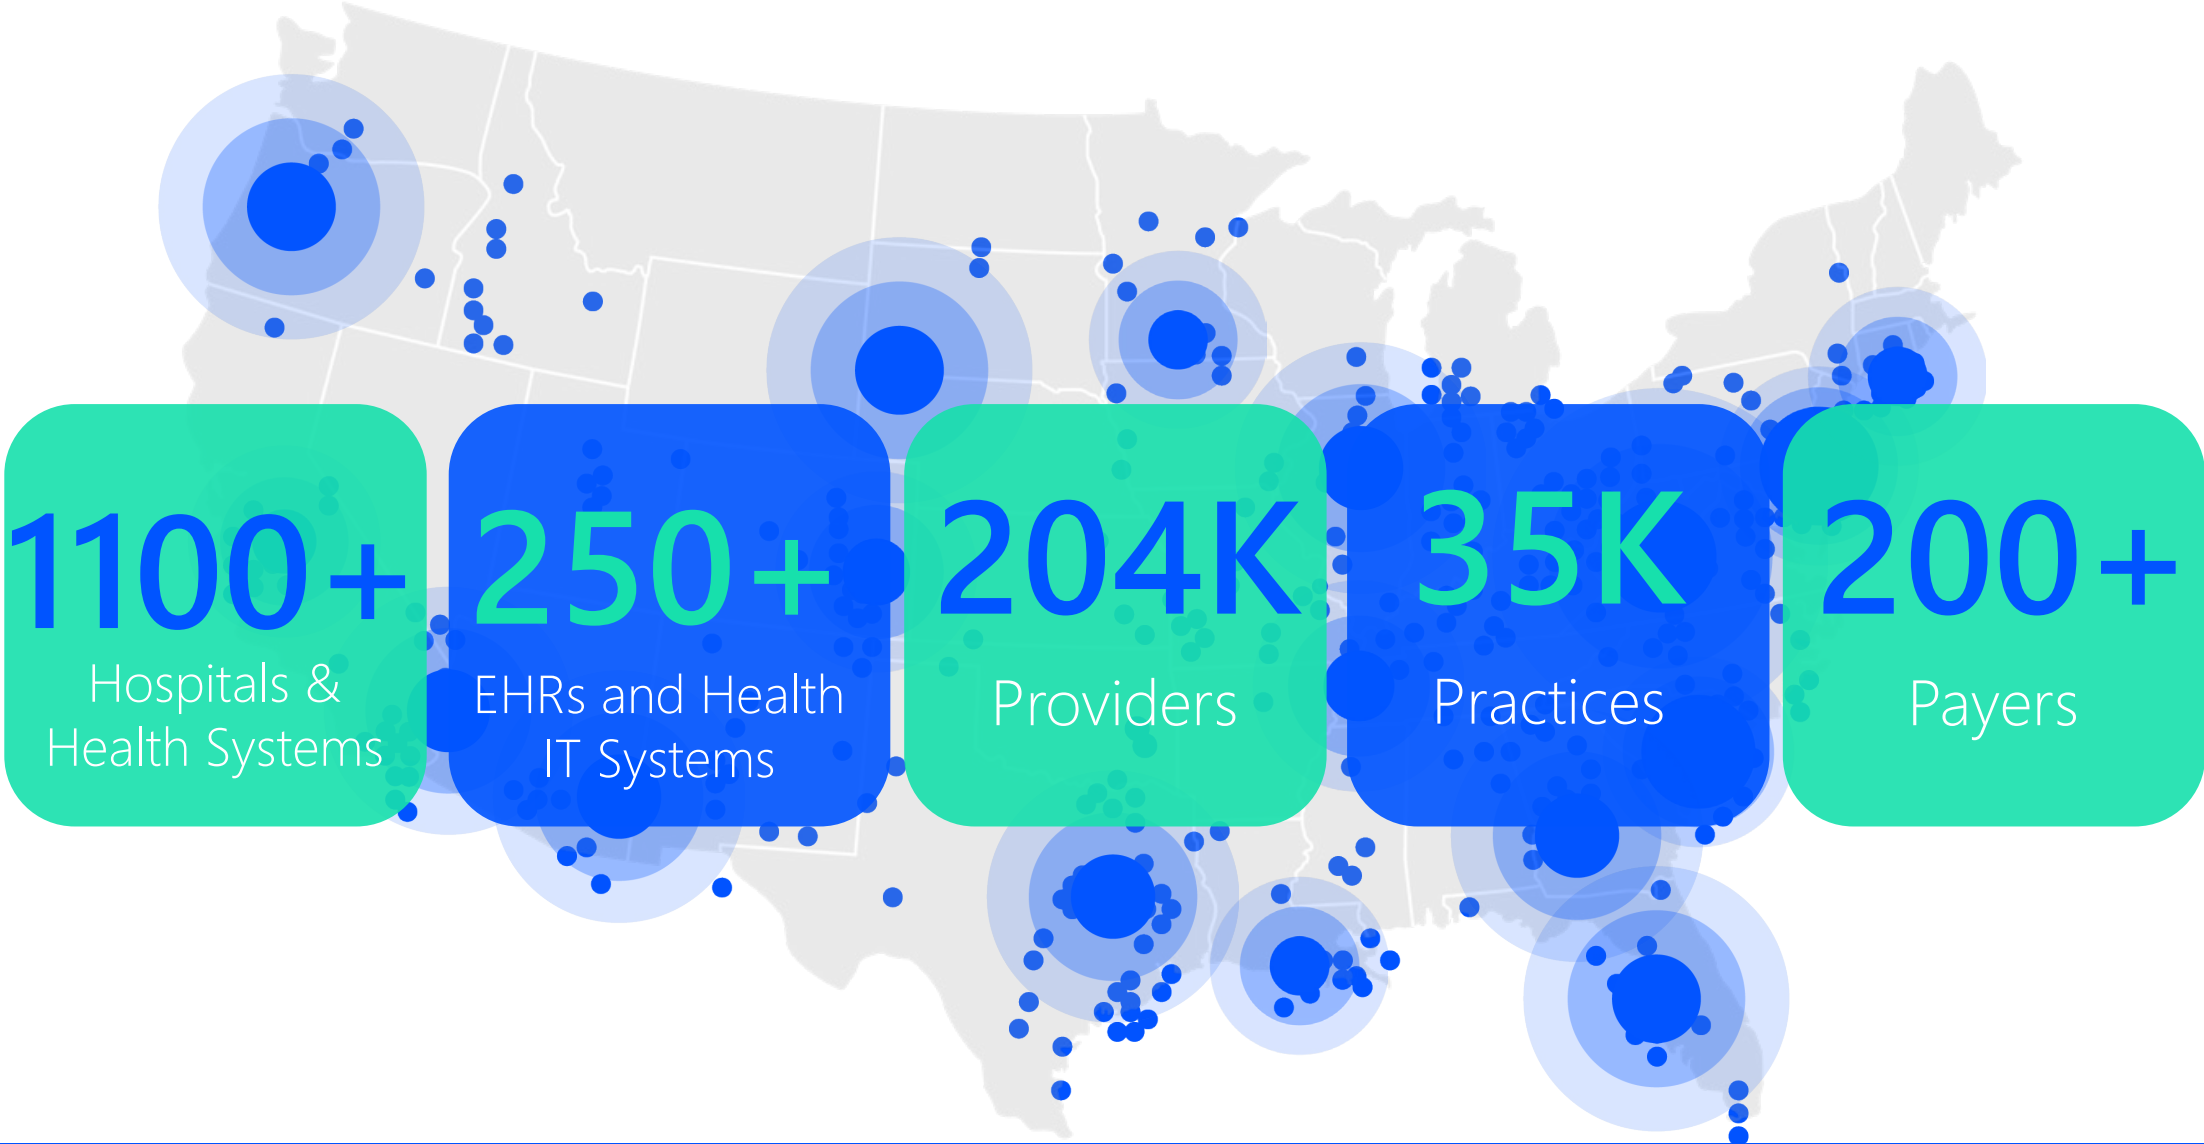 1100+
Hospitals &
Health Systems
250+
EHRs and Health
IT Systems
204K
Providers
35K
Practices
200+
Payers